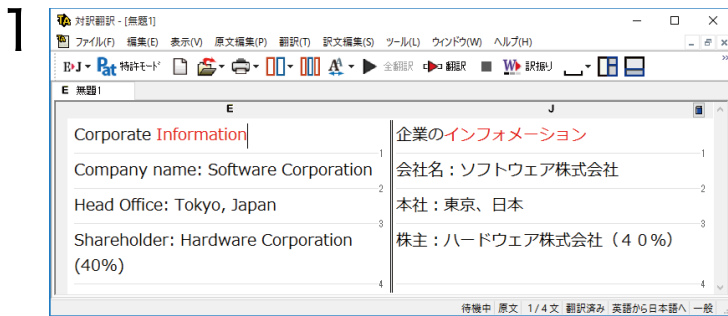 1
対訳翻訳 - [無題1]
ファイル(F) 編集(E) 表示(V) 原文編集(P) 翻訳(T) 訳文編集(S) ツール(L) ウィンドウ(W) ヘルプ(H)
E▸J Pat 特許モード 全翻訳 翻訳 W 訳振り
E 無題1
E J
Corporate Information 企業のインフォメーション
1 1
Company name: Software Corporation 会社名：ソフトウェア株式会社
2 2
Head Office: Tokyo, Japan 本社：東京、日本
3 3
Shareholder: Hardware Corporation 株主：ハードウェア株式会社（４０％）
(40%)
4 4
待機中 原文 1/4文 翻訳済み 英語から日本語へ 一般